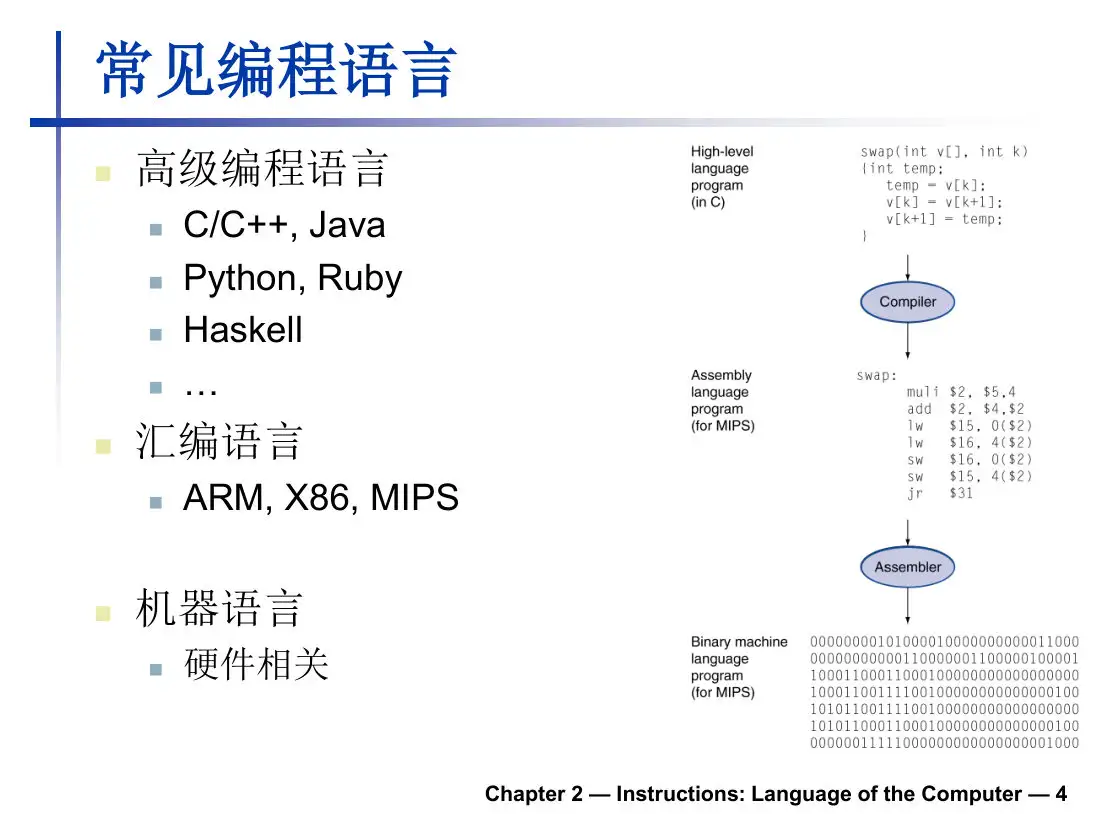 常见编程语言
高级编程语言
C/C++, Java
Python, Ruby
Haskell
…
汇编语言
ARM, X86, MIPS
机器语言
硬件相关
High-level
language
program
(in C)
swap(int v[], int k)
{int temp;
temp = v[k];
v[k] = v[k+1];
v[k+1] = temp;
}
Compiler
Assembly
language
program
(for MIPS)
swap:
muli $2, $5,4
add $2, $4,$2
lw $15, 0($2)
lw $16, 4($2)
sw $16, 0($2)
sw $15, 4($2)
jr $31
Assembler
Binary machine
language
program
(for MIPS)
00000000101000010000000000011000
00000000000110000001100000100001
10001100011000100000000000000000
10001100111100100000000000000100
10101100111100100000000000000000
10101100011000100000000000000100
00000011111000000000000000001000
Chapter 2 — Instructions: Language of the Computer — 4